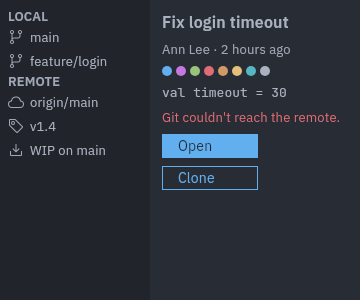 LOCAL
main
feature/login
REMOTE
origin/main
v1.4
WIP on main
Fix login timeout
Ann Lee · 2 hours ago
val timeout = 30
Git couldn't reach the remote.
Open
Clone